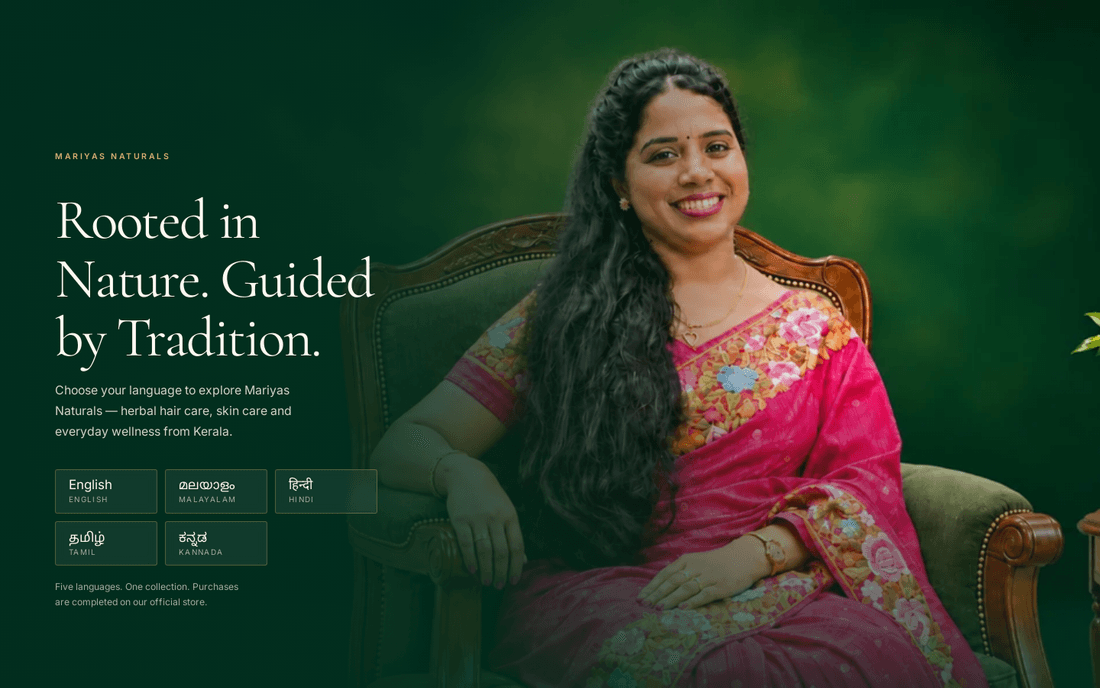 MARIYAS NATURALS
Rooted in
Nature. Guided
by Tradition.
Choose your language to explore Mariyas
Naturals — herbal hair care, skin care and
everyday wellness from Kerala.
English
ENGLISH
മലയാളം
MALAYALAM
हिन्दी
HINDI
தமிழ்
TAMIL
ಕನ್ನಡ
KANNADA
Five languages. One collection. Purchases
are completed on our official store.